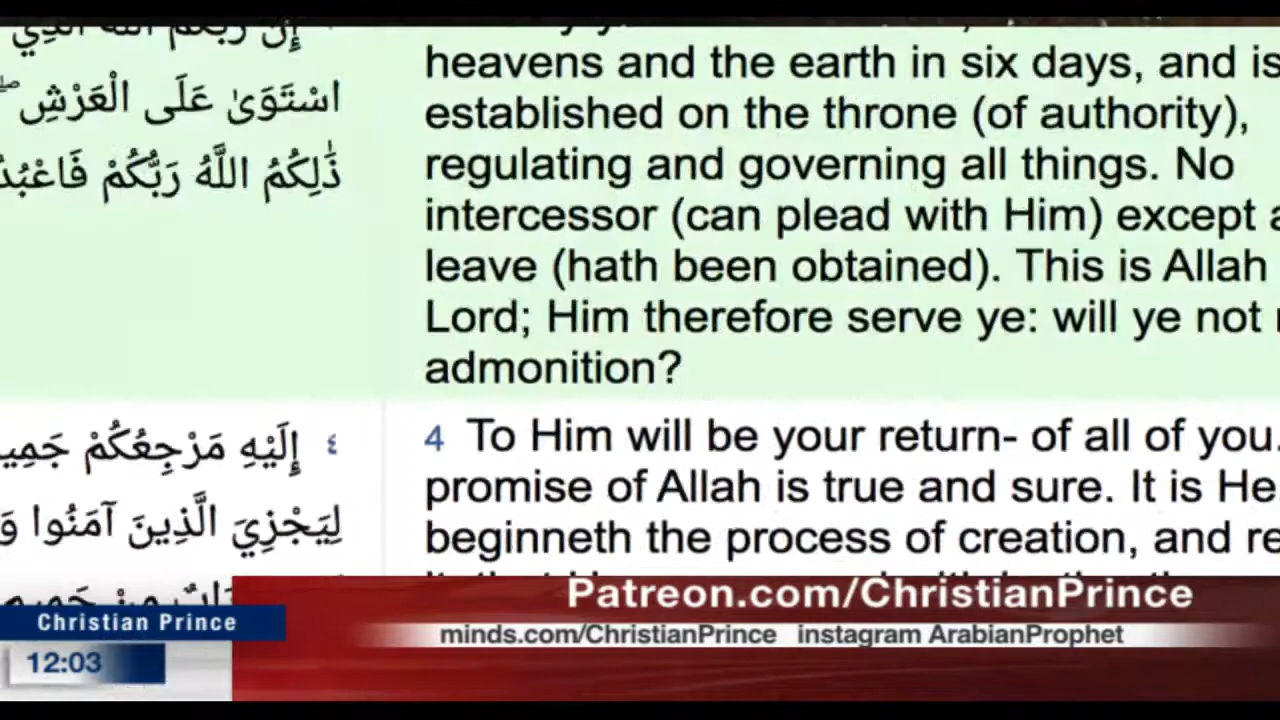 اسْتَوَىٰ عَلَى الْعَرْشِ ۖ
ذَٰلِكُمُ اللَّهُ رَبُّكُمْ
heavens and the earth in six days, and is
established on the throne (of authority),
regulating and governing all things. No
intercessor (can plead with Him) except
leave (hath been obtained). This is Allah
Lord; Him therefore serve ye: will ye not
admonition?
٤ إِلَيْهِ مَرْجِعُكُمْ
لِيَجْزِيَ الَّذِينَ آمَنُوا
4 To Him will be your return- of all of you.
promise of Allah is true and sure. It is He
beginneth the process of creation, and
Patreon.com/ChristianPrince
minds.com/ChristianPrince instagram ArabianProphet
Christian Prince
12:03